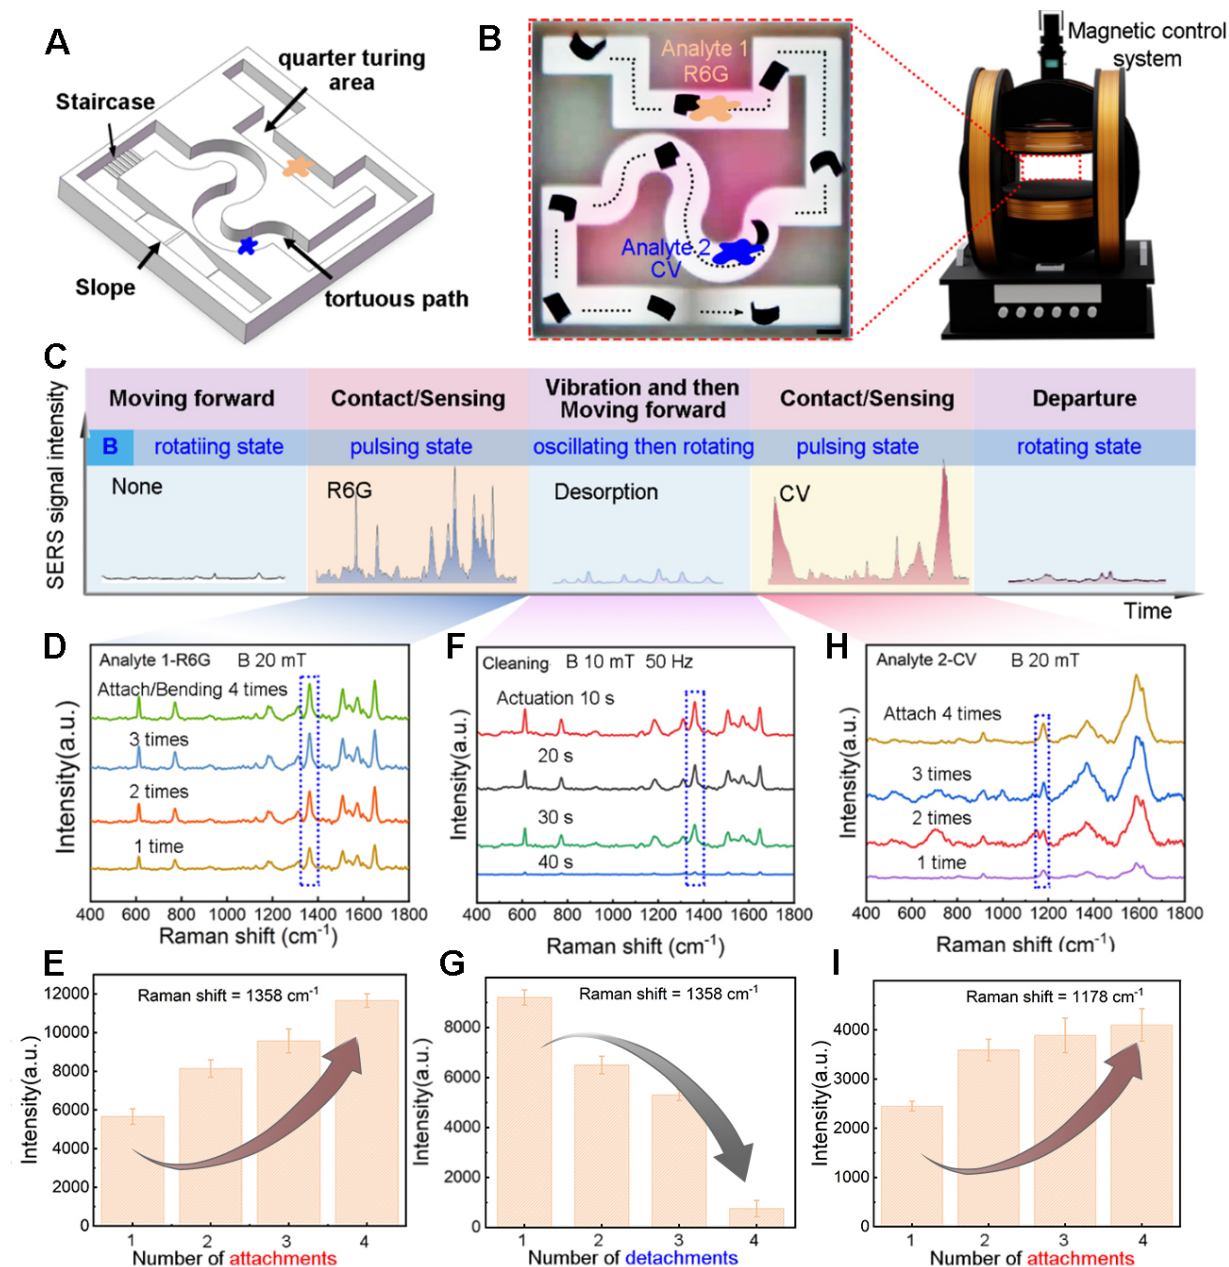 A
quarter turing
area
Staircase
Slope
tortuous path
B
Analyte 1
R6G
Analyte 2
CV
Magnetic control
system
C
SERS signal intensity
Moving forward
Contact/Sensing
Vibration and then
Moving forward
Contact/Sensing
Departure
B
rotatiing state
pulsing state
oscillating then rotating
pulsing state
rotating state
None
R6G
Desorption
CV
Time
D
Analyte 1-R6G B 20 mT
Attach/Bending 4 times
3 times
2 times
1 time
Intensity(a.u.)
400 600 800 1000 1200 1400 1600 1800
Raman shift (cm⁻¹)
F
Cleaning B 10 mT 50 Hz
Actuation 10 s
20 s
30 s
40 s
Intensity(a.u.)
400 600 800 1000 1200 1400 1600 1800
Raman shift (cm⁻¹)
H
Analyte 2-CV B 20 mT
Attach 4 times
3 times
2 times
1 time
Intensity(a.u.)
400 600 800 1000 1200 1400 1600 1800
Raman shift (cm⁻¹)
E
Raman shift = 1358 cm⁻¹
Intensity(a.u.)
12000
10000
8000
6000
4000
2000
0
1 2 3 4
Number of attachments
G
Raman shift = 1358 cm⁻¹
Intensity(a.u.)
8000
6000
4000
2000
0
1 2 3 4
Number of detachments
I
Raman shift = 1178 cm⁻¹
Intensity(a.u.)
4000
3000
2000
1000
0
1 2 3 4
Number of attachments